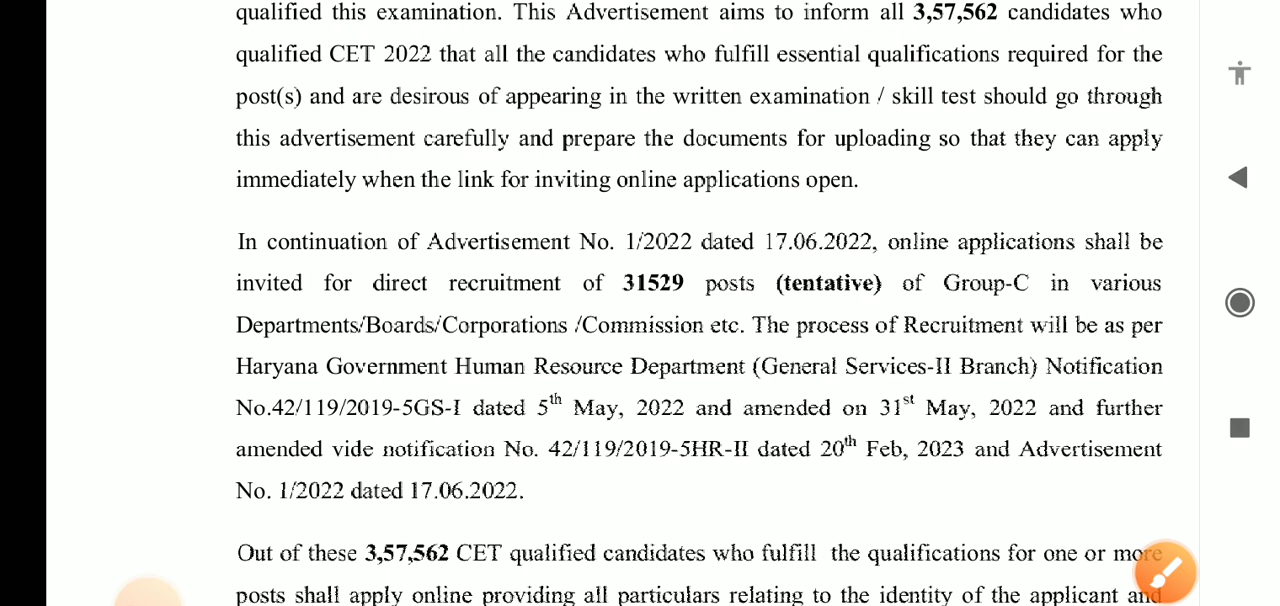 qualified this examination. This Advertisement aims to inform all 3,57,562 candidates who
qualified CET 2022 that all the candidates who fulfill essential qualifications required for the
post(s) and are desirous of appearing in the written examination / skill test should go through
this advertisement carefully and prepare the documents for uploading so that they can apply
immediately when the link for inviting online applications open.
In continuation of Advertisement No. 1/2022 dated 17.06.2022, online applications shall be
invited for direct recruitment of 31529 posts (tentative) of Group-C in various
Departments/Boards/Corporations /Commission etc. The process of Recruitment will be as per
Haryana Government Human Resource Department (General Services-II Branch) Notification
No.42/119/2019-5GS-I dated 5th May, 2022 and amended on 31st May, 2022 and further
amended vide notification No. 42/119/2019-5HR-II dated 20th Feb, 2023 and Advertisement
No. 1/2022 dated 17.06.2022.
Out of these 3,57,562 CET qualified candidates who fulfill the qualifications for one or more
posts shall apply online providing all particulars relating to the identity of the applicant and